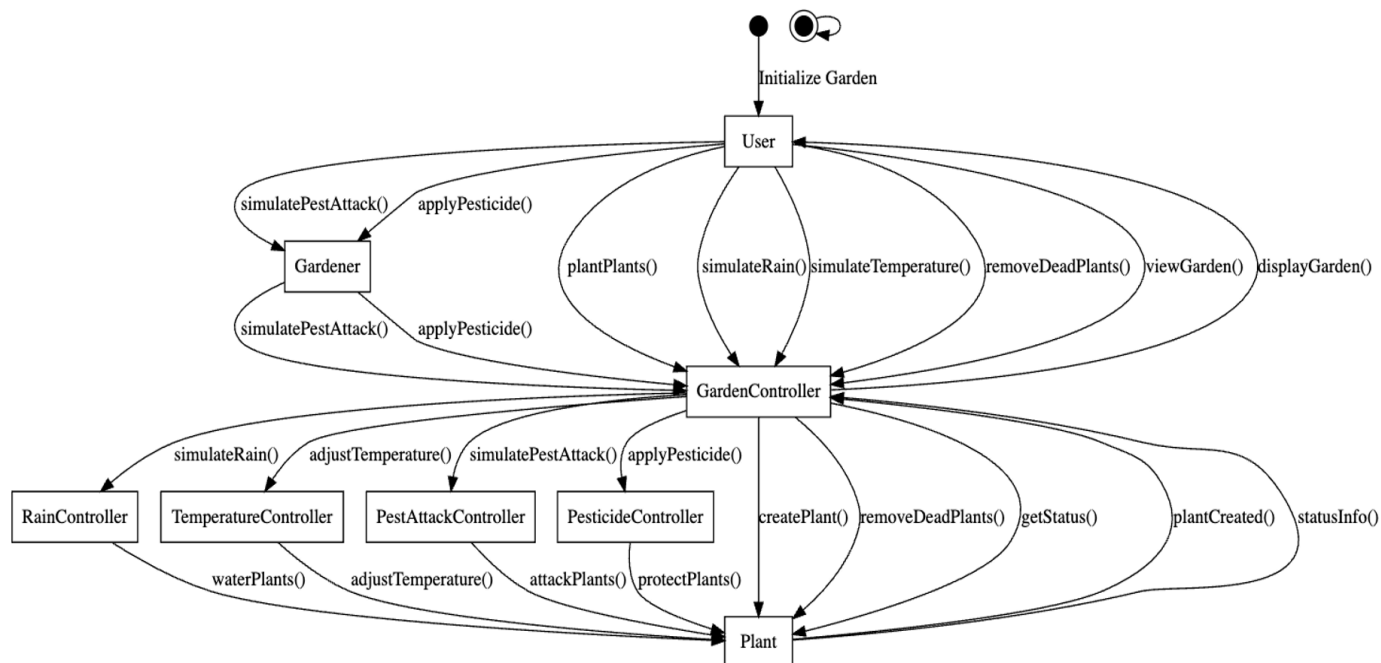 Initialize Garden
User
simulatePestAttack()
applyPesticide()
Gardener
plantPlants()
simulateRain()
simulateTemperature()
removeDeadPlants()
viewGarden()
displayGarden()
simulatePestAttack()
applyPesticide()
GardenController
simulateRain()
adjustTemperature()
simulatePestAttack()
applyPesticide()
RainController
TemperatureController
PestAttackController
PesticideController
createPlant()
removeDeadPlants()
getStatus()
plantCreated()
statusInfo()
waterPlants()
adjustTemperature()
attackPlants()
protectPlants()
Plant